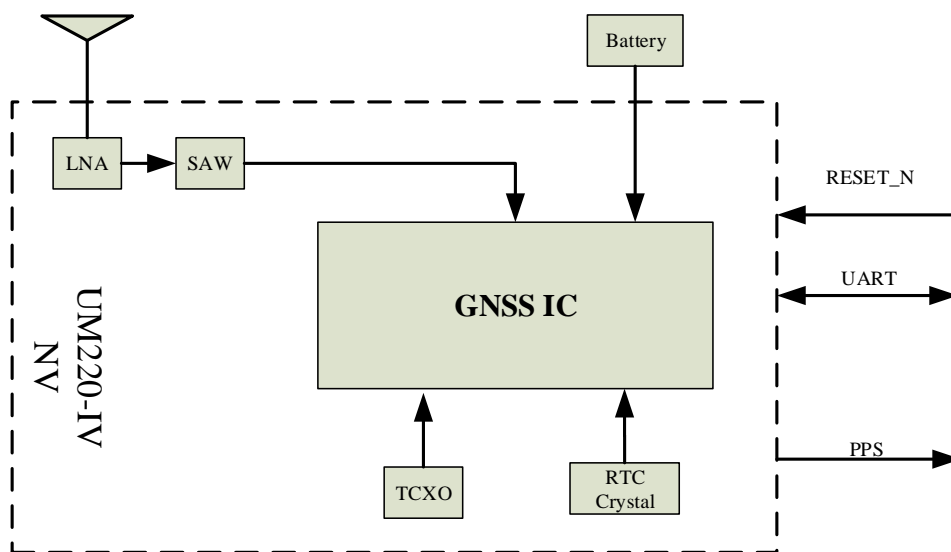 Battery
LNA
SAW
RESET_N
UART
GNSS IC
UM220-IV
NV
PPS
TCXO
RTC
Crystal